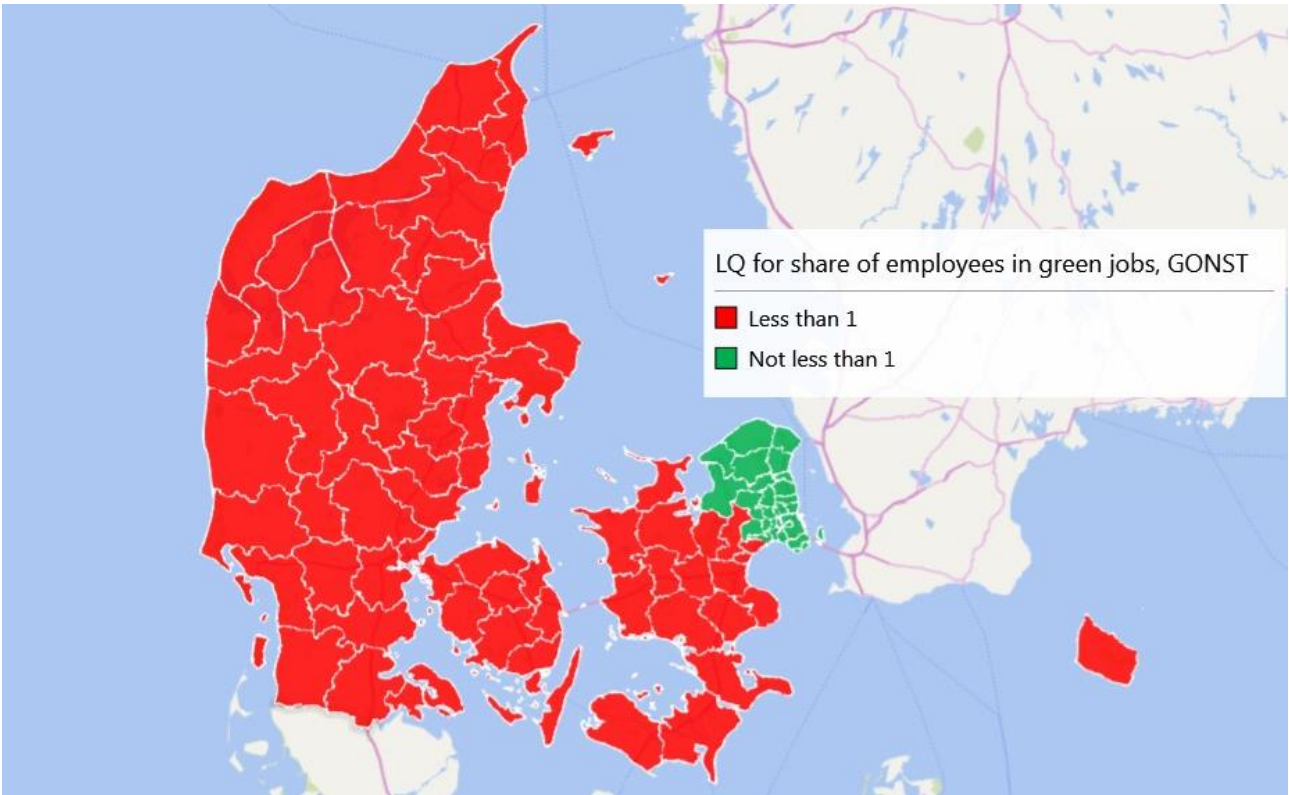 LQ for share of employees in green jobs, GONST
Less than 1
Not less than 1